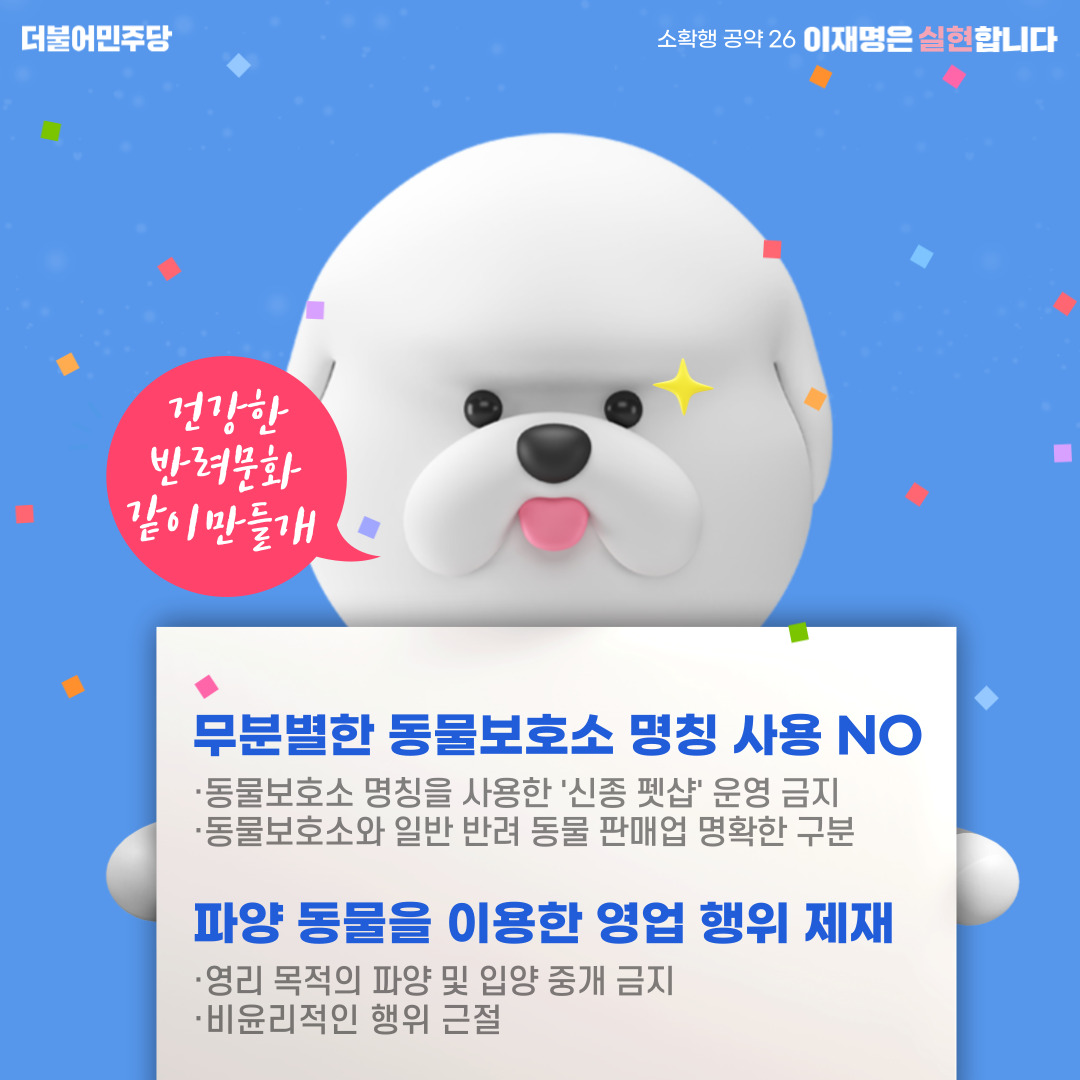 더불어민주당
소확행 공약 26 이재명은 실현합니다
건강한
반려문화
같이만들개
무분별한 동물보호소 명칭 사용 NO
·동물보호소 명칭을 사용한 '신종 펫샵' 운영 금지
·동물보호소와 일반 반려 동물 판매업 명확한 구분
파양 동물을 이용한 영업 행위 제재
·영리 목적의 파양 및 입양 중개 금지
·비윤리적인 행위 근절